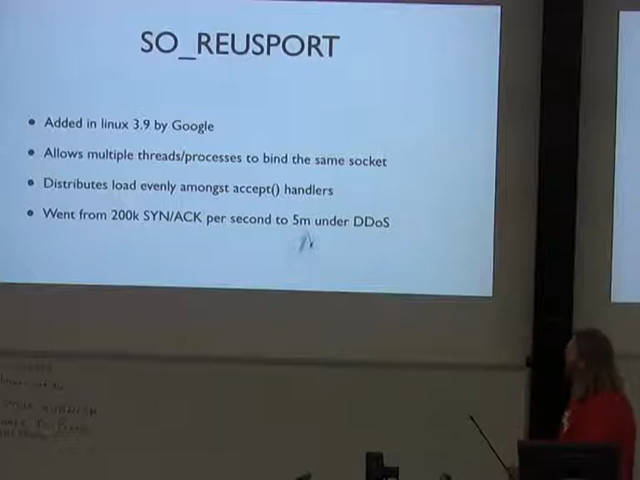 SO_REUSPORT
Added in linux 3.9 by Google
Allows multiple threads/processes to bind the same socket
Distributes load evenly amongst accept() handlers
Went from 200k SYN/ACK per second to 5m under DDoS